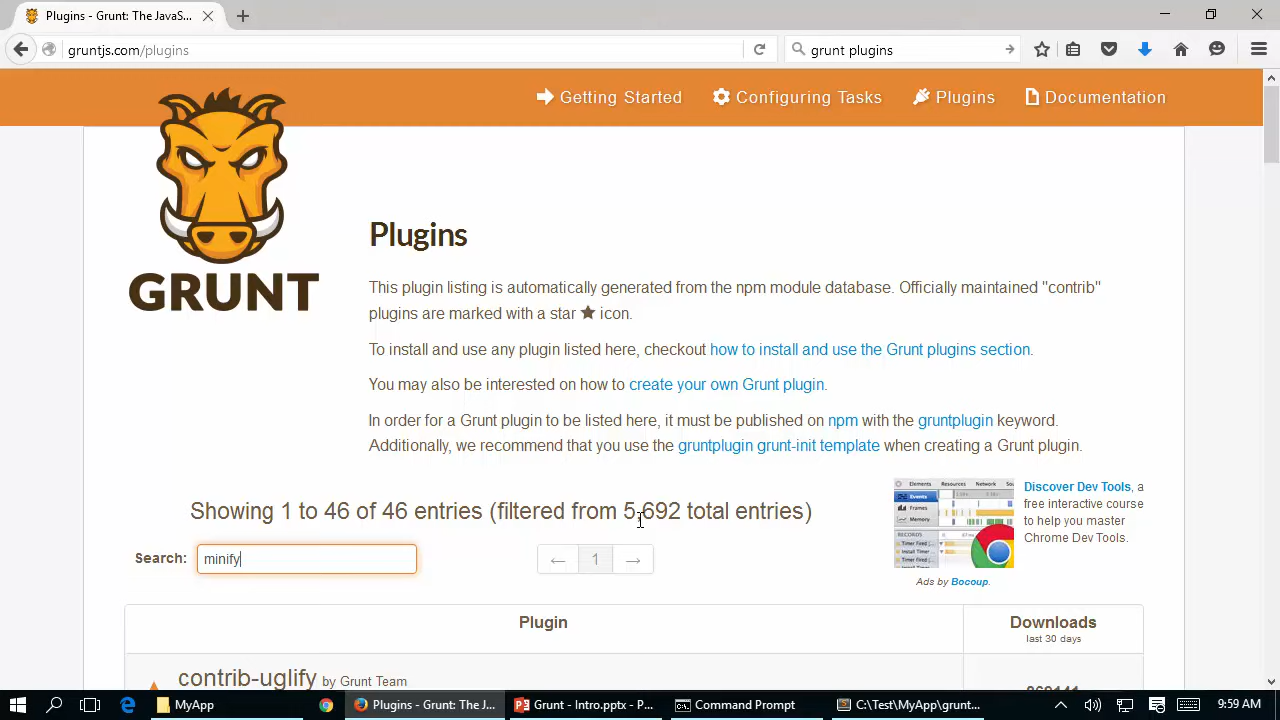 Plugins - Grunt: The JavaS...
gruntjs.com/plugins
grunt plugins
Getting Started
Configuring Tasks
Plugins
Documentation
GRUNT
Plugins
This plugin listing is automatically generated from the npm module database. Officially maintained "contrib"
plugins are marked with a star ★ icon.
To install and use any plugin listed here, checkout how to install and use the Grunt plugins section.
You may also be interested on how to create your own Grunt plugin.
In order for a Grunt plugin to be listed here, it must be published on npm with the gruntplugin keyword.
Additionally, we recommend that you use the gruntplugin grunt-init template when creating a Grunt plugin.
Showing 1 to 46 of 46 entries (filtered from 5,692 total entries)
Search: minify
← 1 →
Elements Resources Network
Events
Frames
Memory
RECORDS
Discover Dev Tools, a
free interactive course
to help you master
Chrome Dev Tools.
Ads by Bocoup.
Plugin
Downloads
last 30 days
contrib-uglify by Grunt Team
MyApp
Plugins - Grunt: The J...
Grunt - Intro.pptx - P...
Command Prompt
C:\Test\MyApp\grunt...
9:59 AM